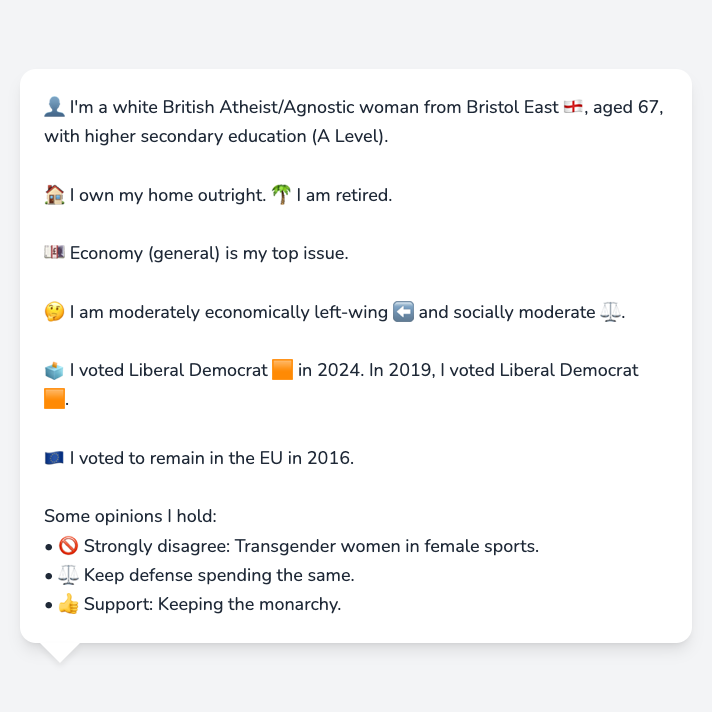 👤 I'm a white British Atheist/Agnostic woman from Bristol East 🏴󠁧󠁢󠁥󠁮󠁧󠁿, aged 67,
with higher secondary education (A Level).
🏠 I own my home outright. 🌴 I am retired.
💷 Economy (general) is my top issue.
🤔 I am moderately economically left-wing ⬅️ and socially moderate ⚖️.
🗳️ I voted Liberal Democrat 🟧 in 2024. In 2019, I voted Liberal Democrat
🟧.
🇪🇺 I voted to remain in the EU in 2016.
Some opinions I hold:
• 🚫 Strongly disagree: Transgender women in female sports.
• ⚖️ Keep defense spending the same.
• 👍 Support: Keeping the monarchy.